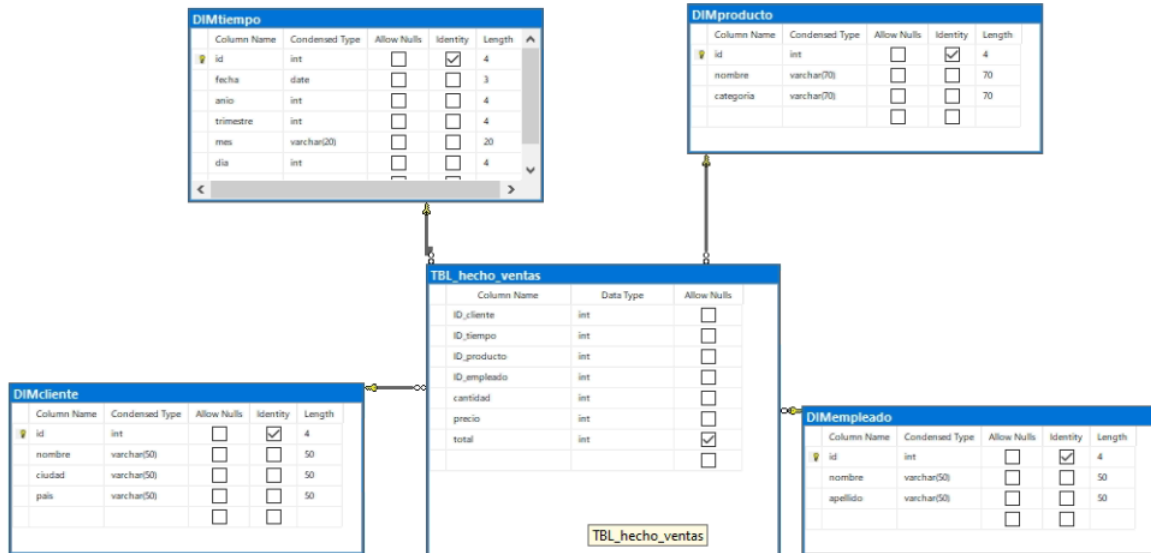 DIMtiempo
Column Name Condensed Type Allow Nulls Identity Length
id int 4
fecha date 3
anio int 4
trimestre int 4
mes varchar(20) 20
dia int 4
DIMproducto
Column Name Condensed Type Allow Nulls Identity Length
id int 4
nombre varchar(70) 70
categoria varchar(70) 70
TBL_hecho_ventas
Column Name Data Type Allow Nulls
ID_cliente int
ID_tiempo int
ID_producto int
ID_empleado int
cantidad int
precio int
total int
TBL_hecho_ventas
DIMcliente
Column Name Condensed Type Allow Nulls Identity Length
id int 4
nombre varchar(50) 50
ciudad varchar(50) 50
pais varchar(50) 50
DIMempleado
Column Name Condensed Type Allow Nulls Identity Length
id int 4
nombre varchar(50) 50
apellido varchar(50) 50